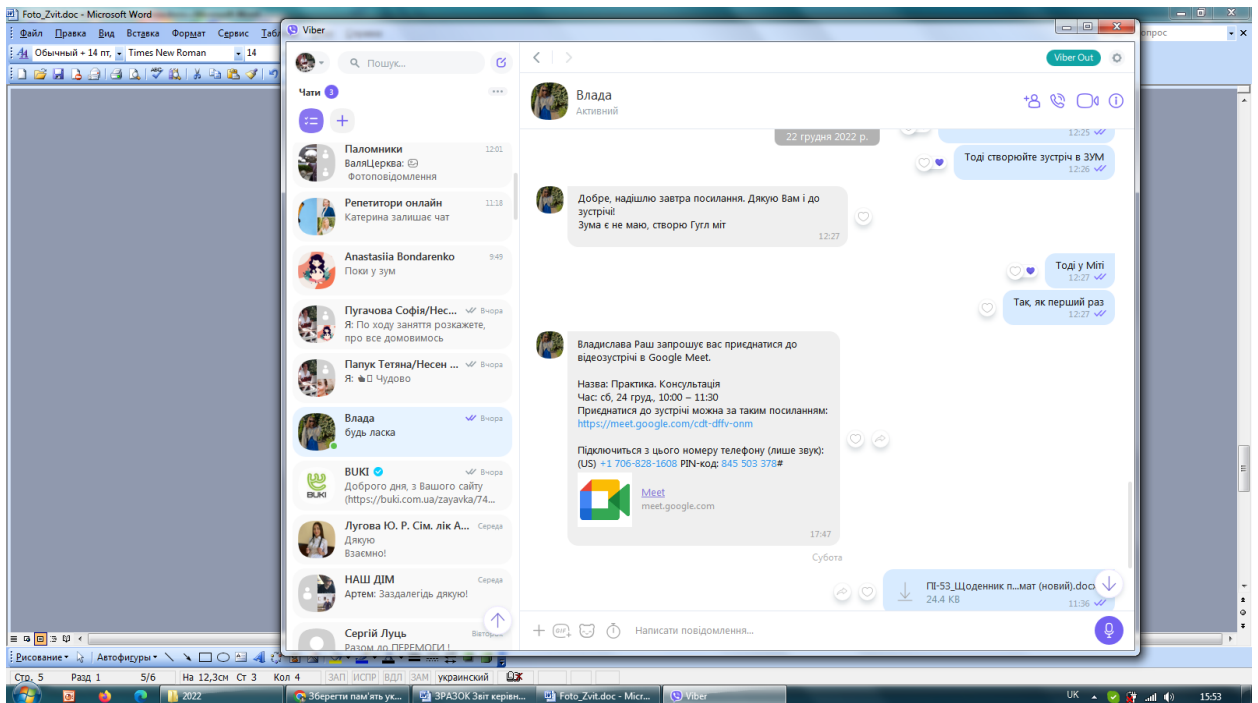 Foto_Zvit.doc - Microsoft Word
Файл Правка Вид Вставка Формат Сервис
Обычный + 14 пт, Times New Roman 14
Viber
Пошук...
Чати 3
Паломники 12:01
ВаляЦерква:
Фотоповідомлення
Репетитори онлайн 11:18
Катерина залишає чат
Anastasiia Bondarenko 9:49
Поки у зум
Пугачова Софія/Нес... Вчора
Я: По ходу заняття розкажете,
про все домовимось
Папук Тетяна/Несен ... Вчора
Я: Чудово
Влада Вчора
будь ласка
BUKI Вчора
Доброго дня, з Вашого сайту
(https://buki.com.ua/zayavka/74...
Лугова Ю. Р. Сім. лік А... Середа
Дякую
Взаємно!
НАШ ДІМ Середа
Артем: Заздалегідь дякую!
Сергій Луць
Разом до ПЕРЕМОГИ !
Viber Out
Влада
Активний
22 грудня 2022 р.
12:25
Тоді створюйте зустріч в ЗУМ
12:26
Добре, надішлю завтра посилання. Дякую Вам і до
зустрічі!
Зума є не маю, створю Гугл міт
12:27
Тоді у Міті
12:27
Так, як перший раз
12:27
Владислава Раш запрошує вас приєднатися до
відеозустрічі в Google Meet.
Назва: Практика. Консультація
Час: сб, 24 груд., 10:00 – 11:30
Приєднатися до зустрічі можна за таким посиланням:
https://meet.google.com/cdt-dffv-onm
Підключиться з цього номеру телефону (лише звук):
(US) +1 706-828-1608 PIN-код: 845 503 378#
Meet
meet.google.com
17:47
Субота
ПІ-53_Щоденник п...мат (новий).docx
24.4 KB
11:36
GIF
Написати повідомлення...
Рисование Автофигуры
Стр. 5 Разд 1 5/6 На 12,3см Ст 3 Кол 4 ЗАП ИСПР ВДЛ ЗАМ украинский
2022 Зберегти пам'ять ук... ЗРАЗОК Звіт керівн... Foto_Zvit.doc - Micr... Viber UK 15:53